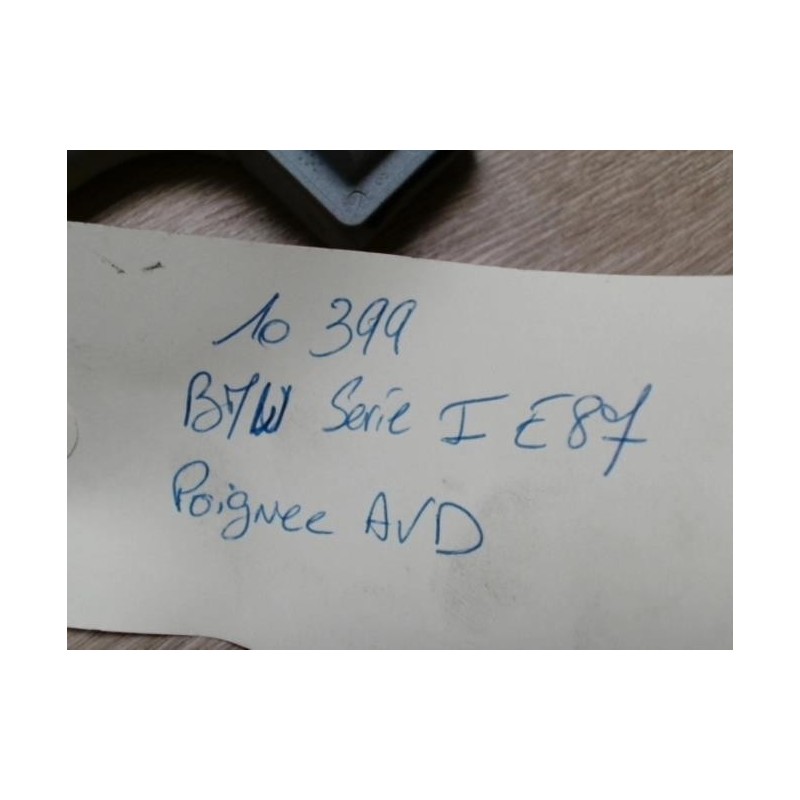 10 399
BMW Serie I E87
Poignee AVD